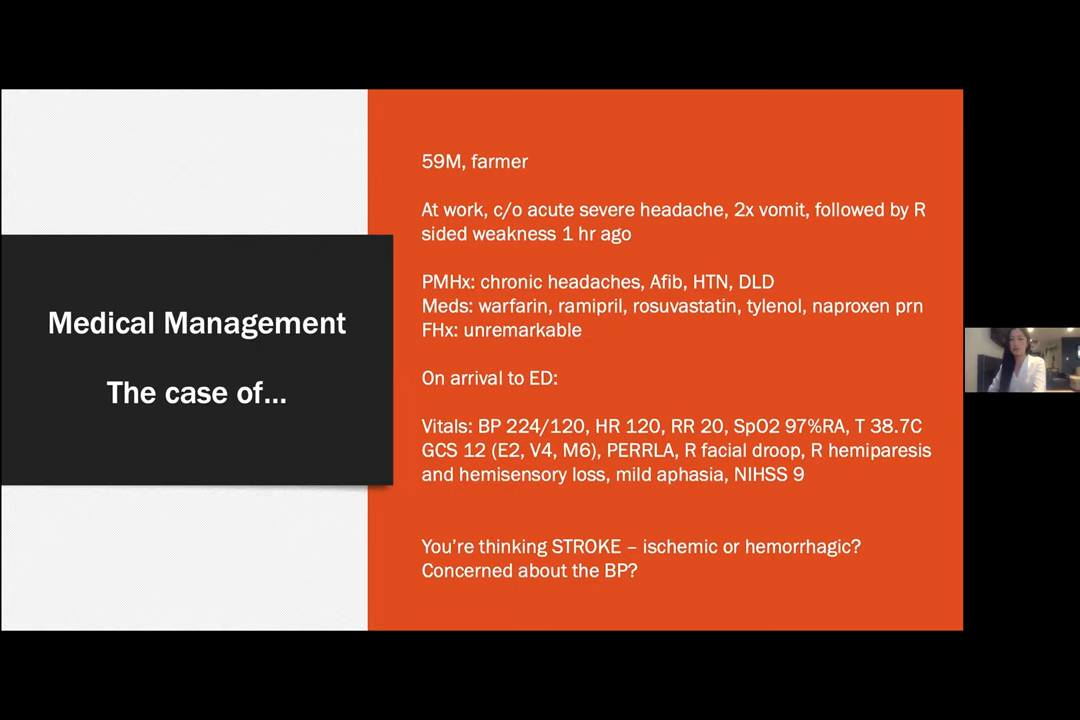 Medical Management
The case of...
59M, farmer
At work, c/o acute severe headache, 2x vomit, followed by R
sided weakness 1 hr ago
PMHx: chronic headaches, Afib, HTN, DLD
Meds: warfarin, ramipril, rosuvastatin, tylenol, naproxen prn
FHx: unremarkable
On arrival to ED:
Vitals: BP 224/120, HR 120, RR 20, SpO2 97%RA, T 38.7C
GCS 12 (E2, V4, M6), PERRLA, R facial droop, R hemiparesis
and hemisensory loss, mild aphasia, NIHSS 9
You're thinking STROKE – ischemic or hemorrhagic?
Concerned about the BP?